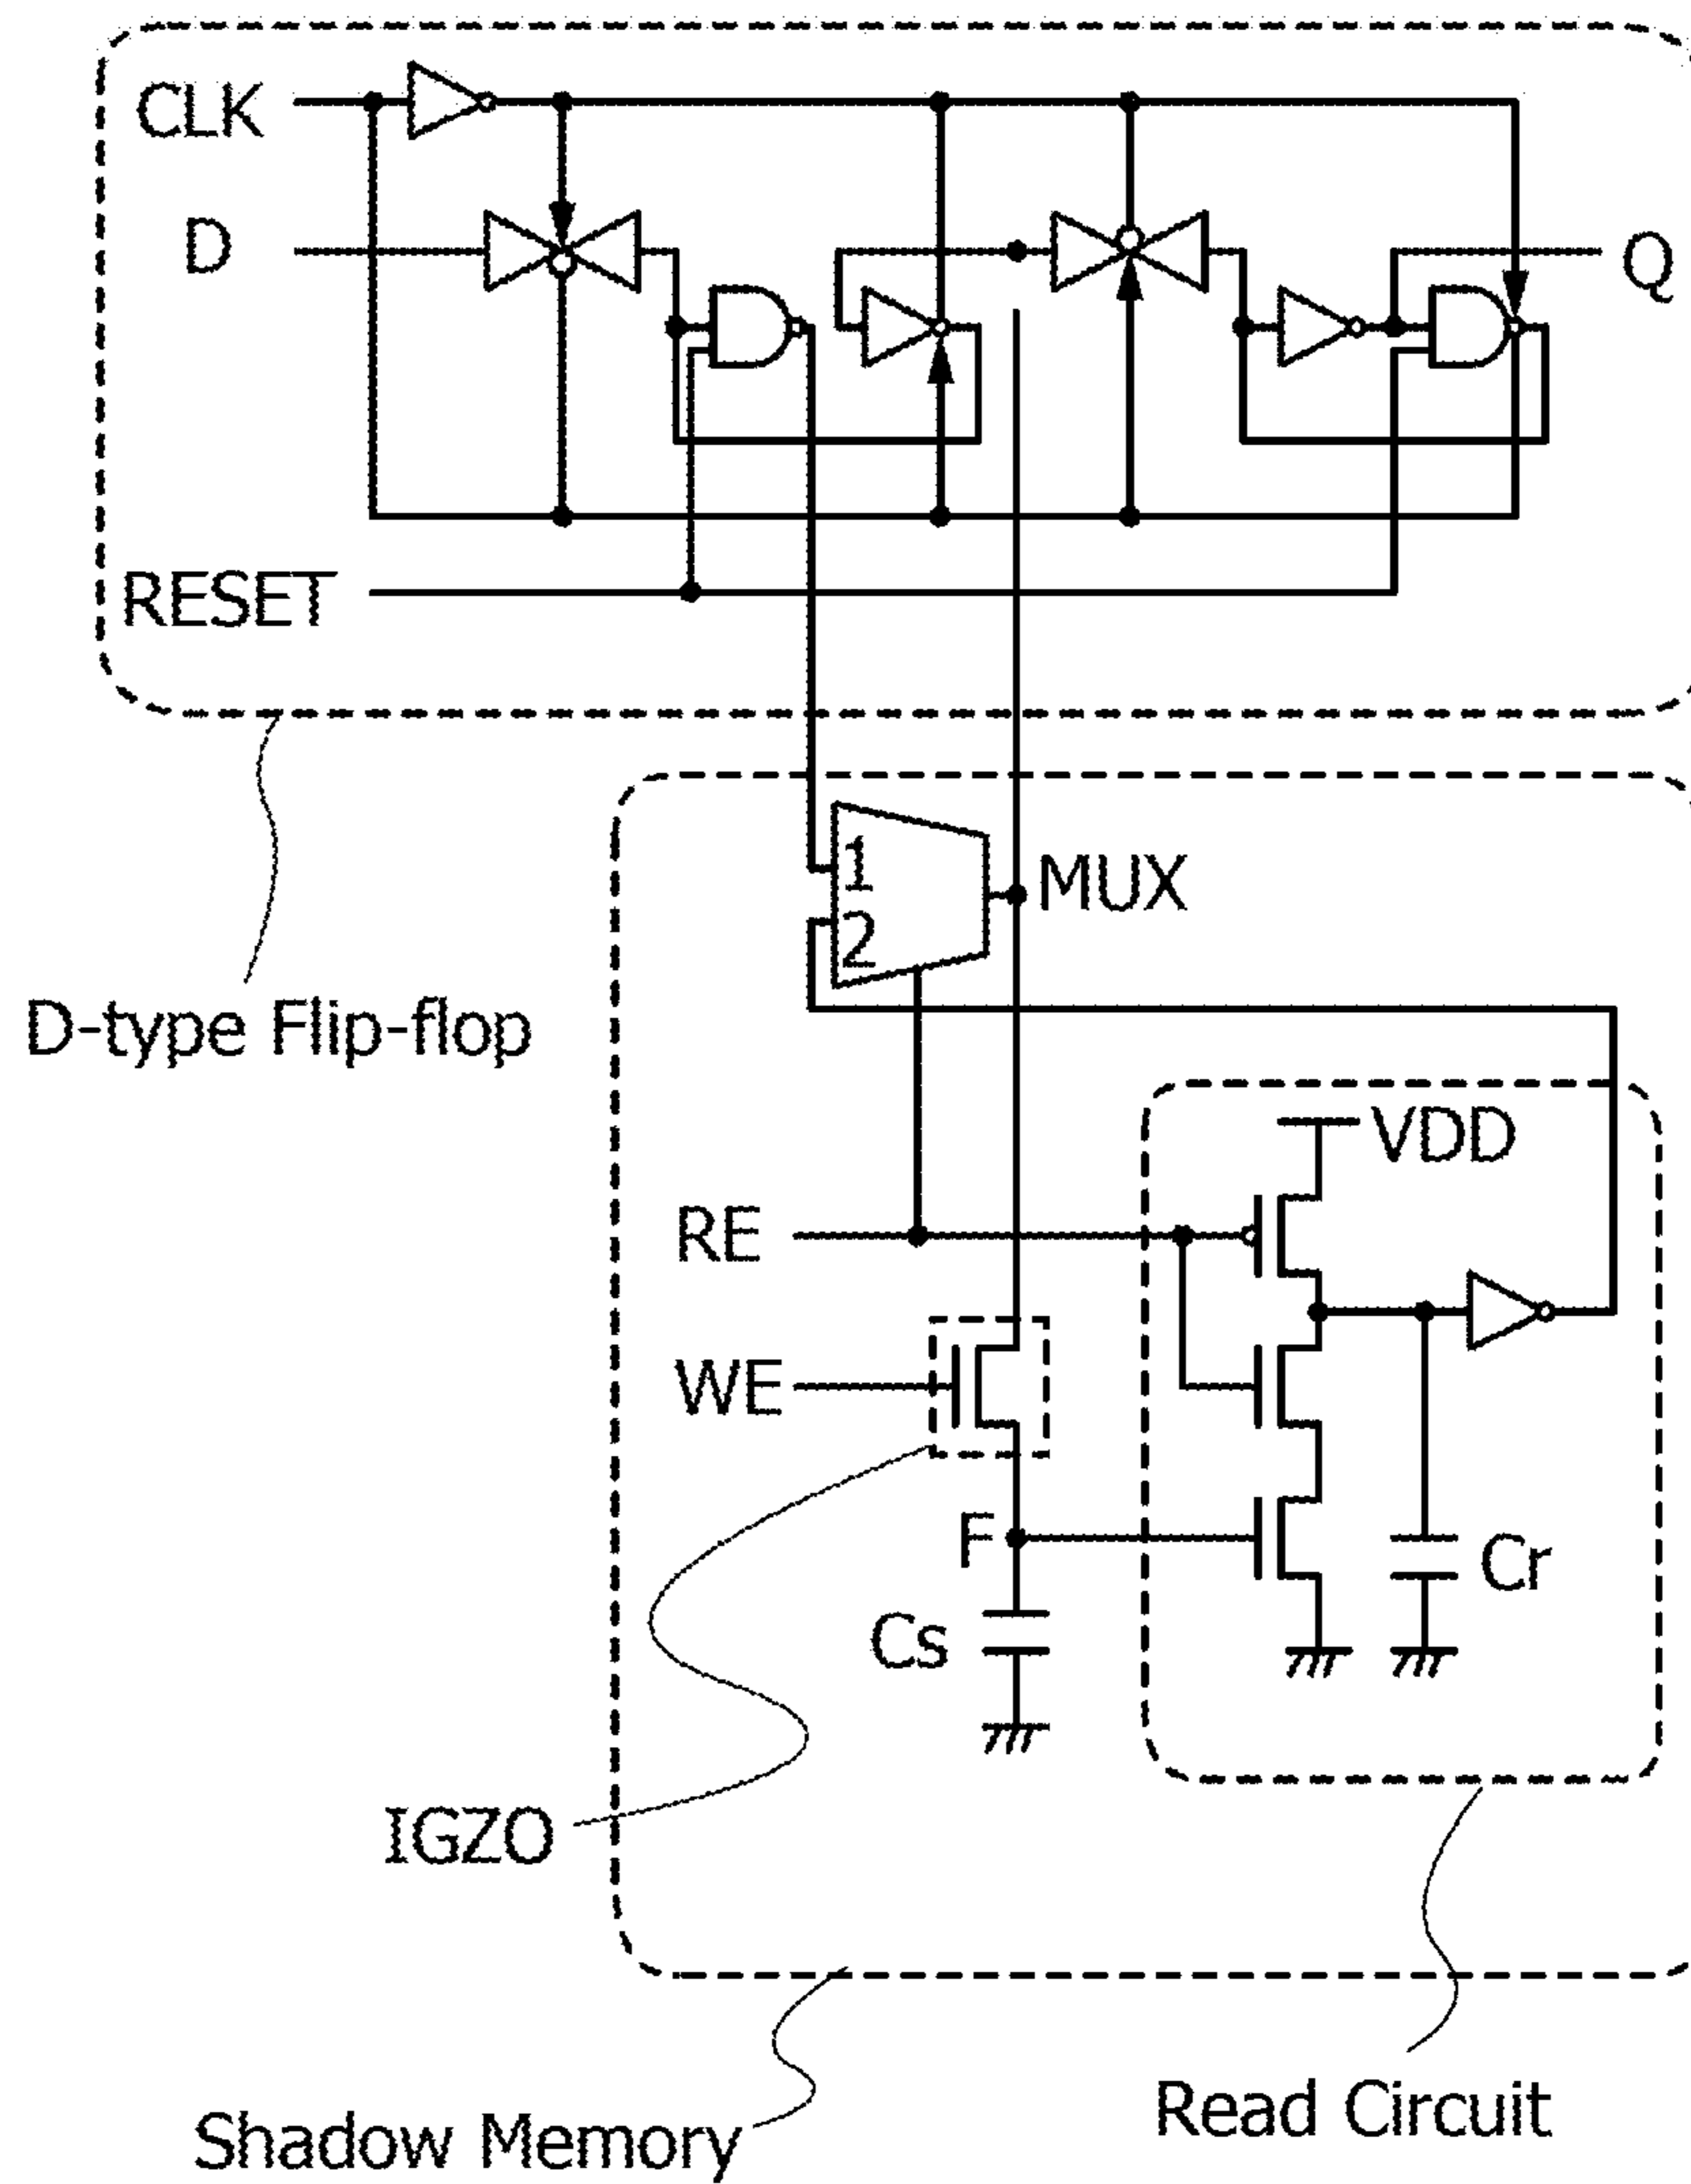 CLK
D
Q
RESET
1
MUX
2
D-type Flip-flop
VDD
RE
WE
F
Cr
Cs
IGZO
Read Circuit
Shadow Memory